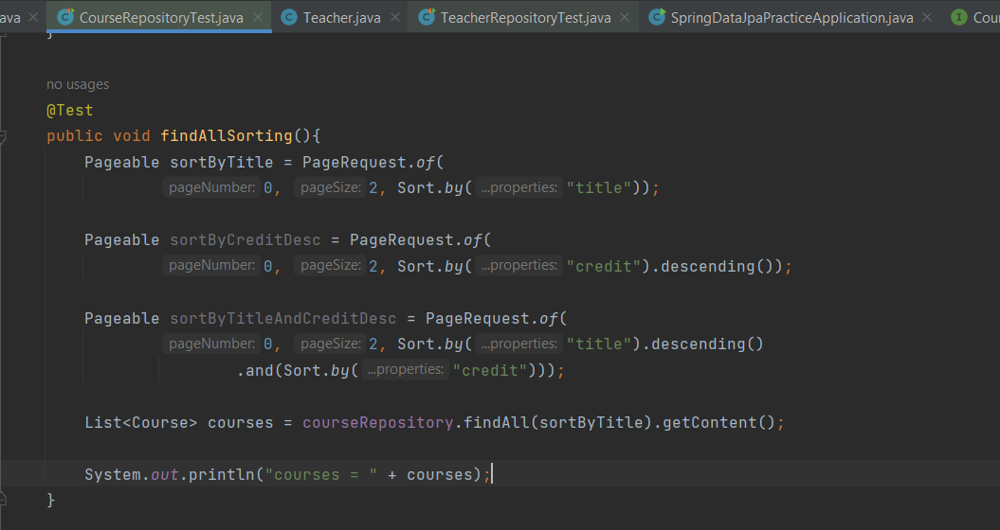 ava CourseRepositoryTest.java Teacher.java TeacherRepositoryTest.java SpringDataJpaPracticeApplication.java Cou
}
no usages
@Test
public void findAllSorting(){
Pageable sortByTitle = PageRequest.of(
pageNumber: 0, pageSize: 2, Sort.by( ...properties: "title"));
Pageable sortByCreditDesc = PageRequest.of(
pageNumber: 0, pageSize: 2, Sort.by( ...properties: "credit").descending());
Pageable sortByTitleAndCreditDesc = PageRequest.of(
pageNumber: 0, pageSize: 2, Sort.by( ...properties: "title").descending()
.and(Sort.by( ...properties: "credit")));
List<Course> courses = courseRepository.findAll(sortByTitle).getContent();
System.out.println("courses = " + courses);
}